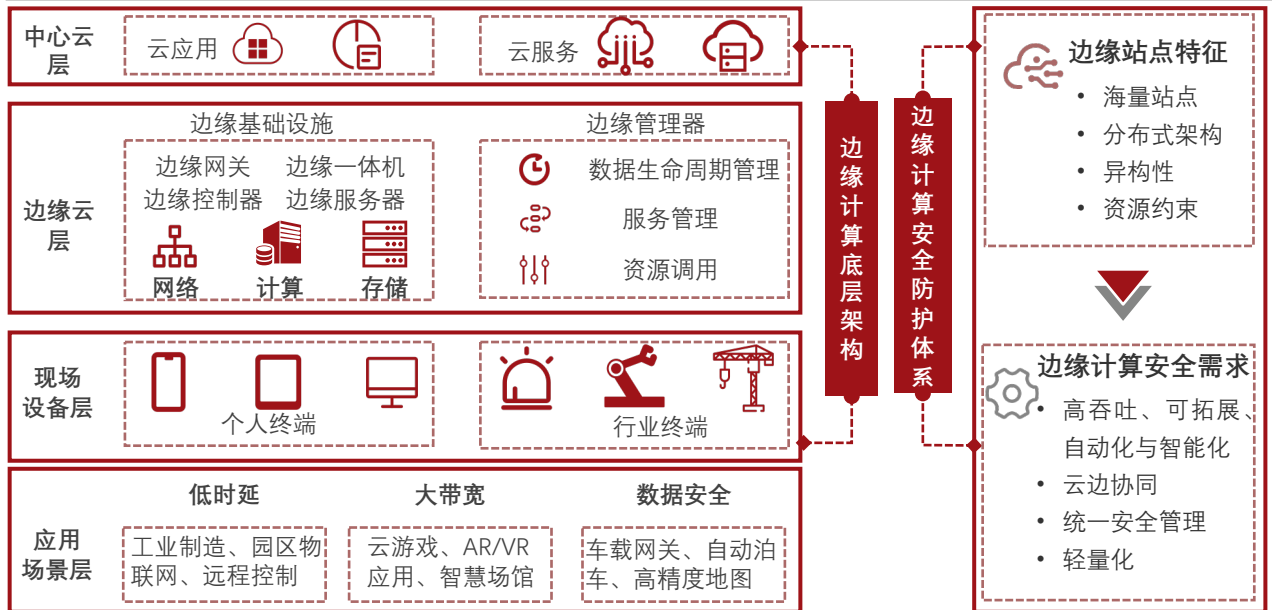 中心云
层
云应用
云服务
边缘云
层
边缘基础设施
边缘网关 边缘一体机
边缘控制器 边缘服务器
网络 计算 存储
边缘管理器
数据生命周期管理
服务管理
资源调用
现场
设备层
个人终端
行业终端
应用
场景层
低时延
工业制造、园区物
联网、远程控制
大带宽
云游戏、AR/VR
应用、智慧场馆
数据安全
车载网关、自动泊
车、高精度地图
边缘计算底层架构
边缘计算安全防护体系
边缘站点特征
• 海量站点
• 分布式架构
• 异构性
• 资源约束
边缘计算安全需求
• 高吞吐、可拓展、
自动化与智能化
• 云边协同
• 统一安全管理
• 轻量化